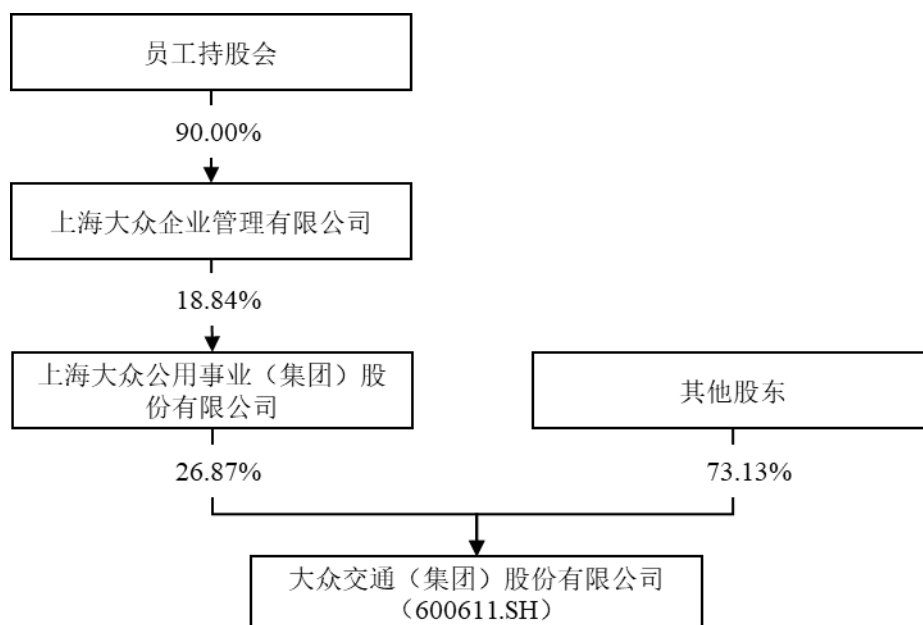 员工持股会
90.00%
上海大众企业管理有限公司
18.84%
上海大众公用事业（集团）股
份有限公司
其他股东
26.87%
73.13%
大众交通（集团）股份有限公司
（600611.SH）